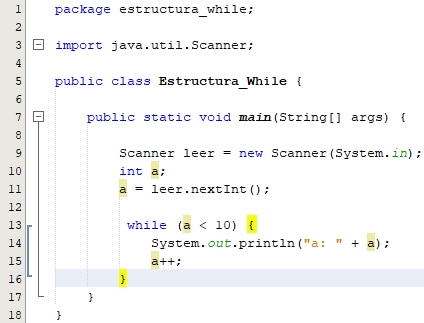 1 package estructura_while;
2
3 import java.util.Scanner;
4
5 public class Estructura_While {
6
7 public static void main(String[] args) {
8
9 Scanner leer = new Scanner(System.in);
10 int a;
11 a = leer.nextInt();
12
13 while (a < 10) {
14 System.out.println("a: " + a);
15 a++;
16 }
17 }
18 }